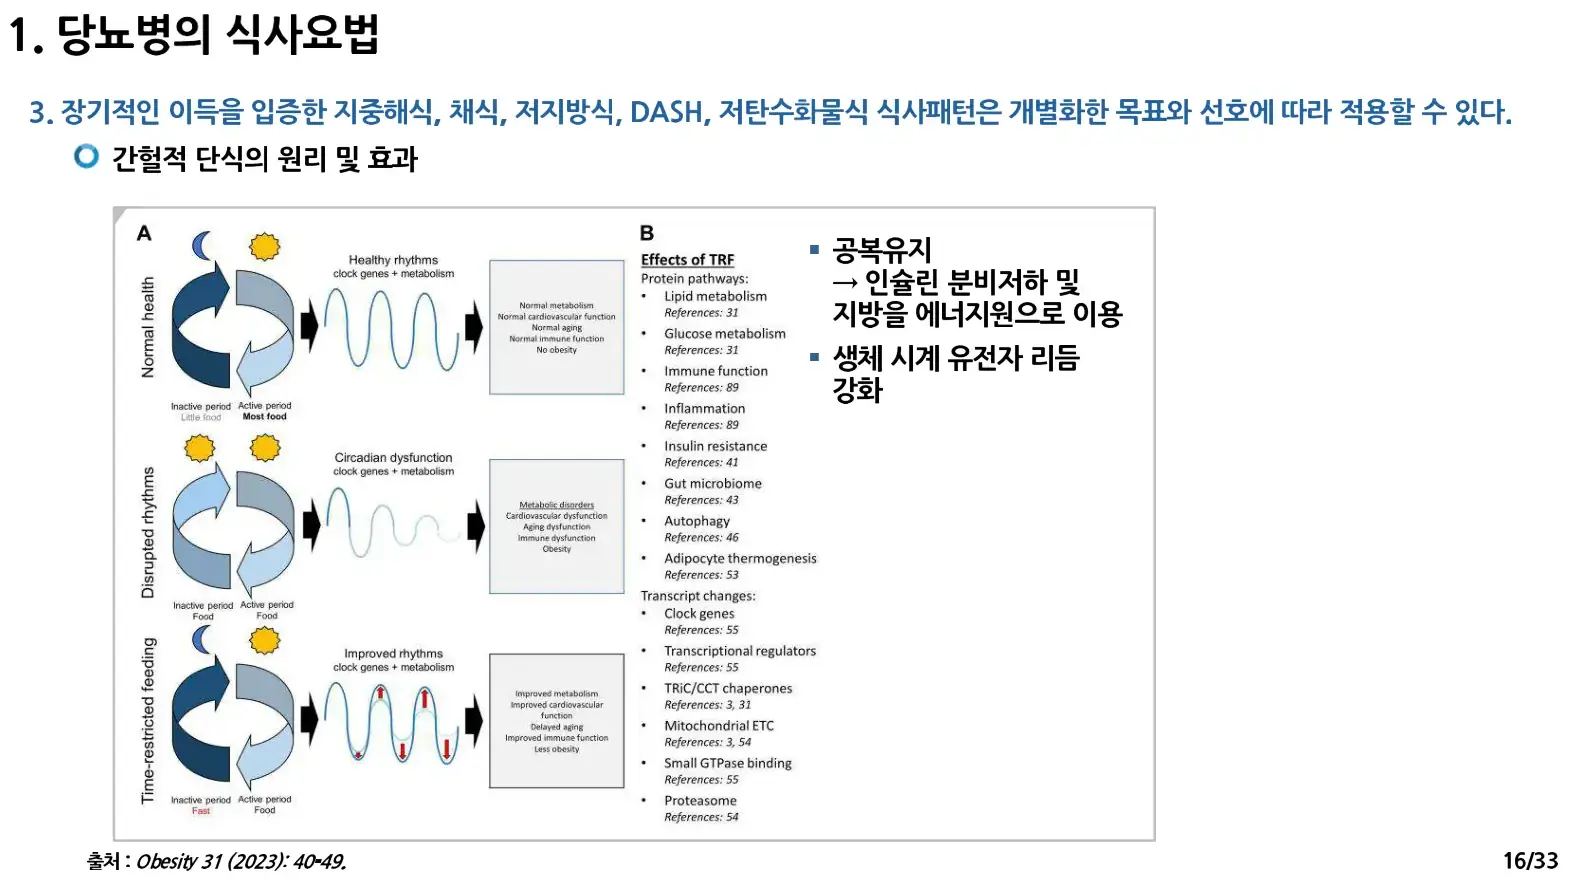 1. 당뇨병의 식사요법
3. 장기적인 이득을 입증한 지중해식, 채식, 저지방식, DASH, 저탄수화물식 식사패턴은 개별화한 목표와 선호에 따라 적용할 수 있다.
간헐적 단식의 원리 및 효과
A
Normal health
Inactive period
Little food
Active period
Most food
Healthy rhythms
clock genes + metabolism
Normal metabolism
Normal cardiovascular function
Normal aging
Normal immune function
No obesity
Disrupted rhythms
Inactive period
Food
Active period
Food
Circadian dysfunction
clock genes + metabolism
Metabolic disorders
Cardiovascular dysfunction
Aging dysfunction
Immune dysfunction
Obesity
Time-restricted feeding
Inactive period
Fast
Active period
Food
Improved rhythms
clock genes + metabolism
Improved metabolism
Improved cardiovascular
function
Delayed aging
Improved immune function
Less obesity
B
Effects of TRF
Protein pathways:
• Lipid metabolism
References: 31
• Glucose metabolism
References: 31
• Immune function
References: 89
• Inflammation
References: 89
• Insulin resistance
References: 41
• Gut microbiome
References: 43
• Autophagy
References: 46
• Adipocyte thermogenesis
References: 53
Transcript changes:
• Clock genes
References: 55
• Transcriptional regulators
References: 55
• TRiC/CCT chaperones
References: 3, 31
• Mitochondrial ETC
References: 3, 54
• Small GTPase binding
References: 55
• Proteasome
References: 54
▪ 공복유지
→ 인슐린 분비저하 및
지방을 에너지원으로 이용
▪ 생체 시계 유전자 리듬
강화
출처 : Obesity 31 (2023): 40-49.
16/33